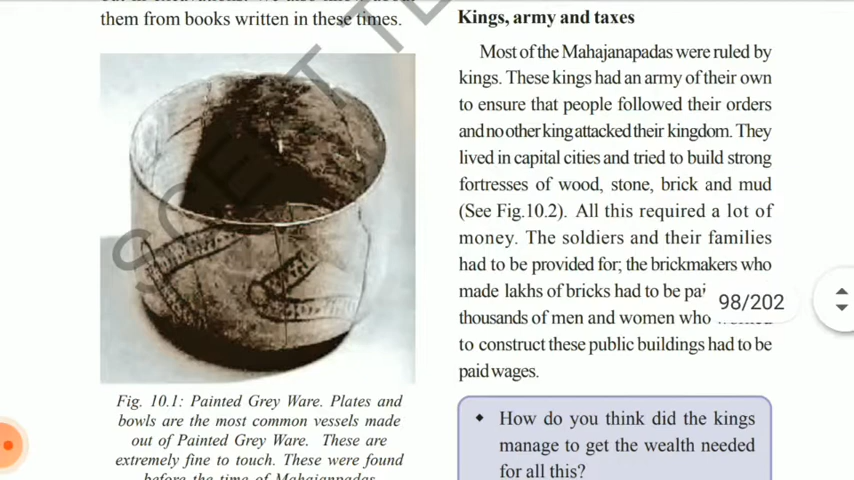 them from books written in these times.
Fig. 10.1: Painted Grey Ware. Plates and
bowls are the most common vessels made
out of Painted Grey Ware. These are
extremely fine to touch. These were found
before the time of Mahajanpadas
Kings, army and taxes
Most of the Mahajanapadas were ruled by
kings. These kings had an army of their own
to ensure that people followed their orders
and no other king attacked their kingdom. They
lived in capital cities and tried to build strong
fortresses of wood, stone, brick and mud
(See Fig.10.2). All this required a lot of
money. The soldiers and their families
had to be provided for; the brickmakers who
made lakhs of bricks had to be
98/202
thousands of men and women who
to construct these public buildings had to be
paid wages.
How do you think did the kings
manage to get the wealth needed
for all this?